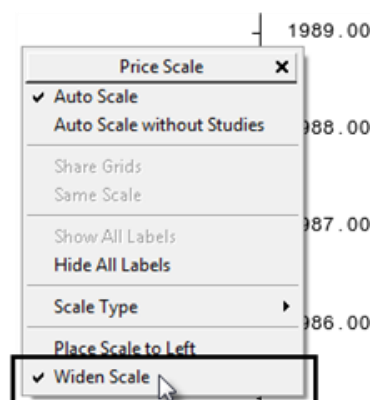 1989.00
Price Scale
Auto Scale
Auto Scale without Studies
988.00
Share Grids
Same Scale
987.00
Show All Labels
Hide All Labels
Scale Type
986.00
Place Scale to Left
Widen Scale